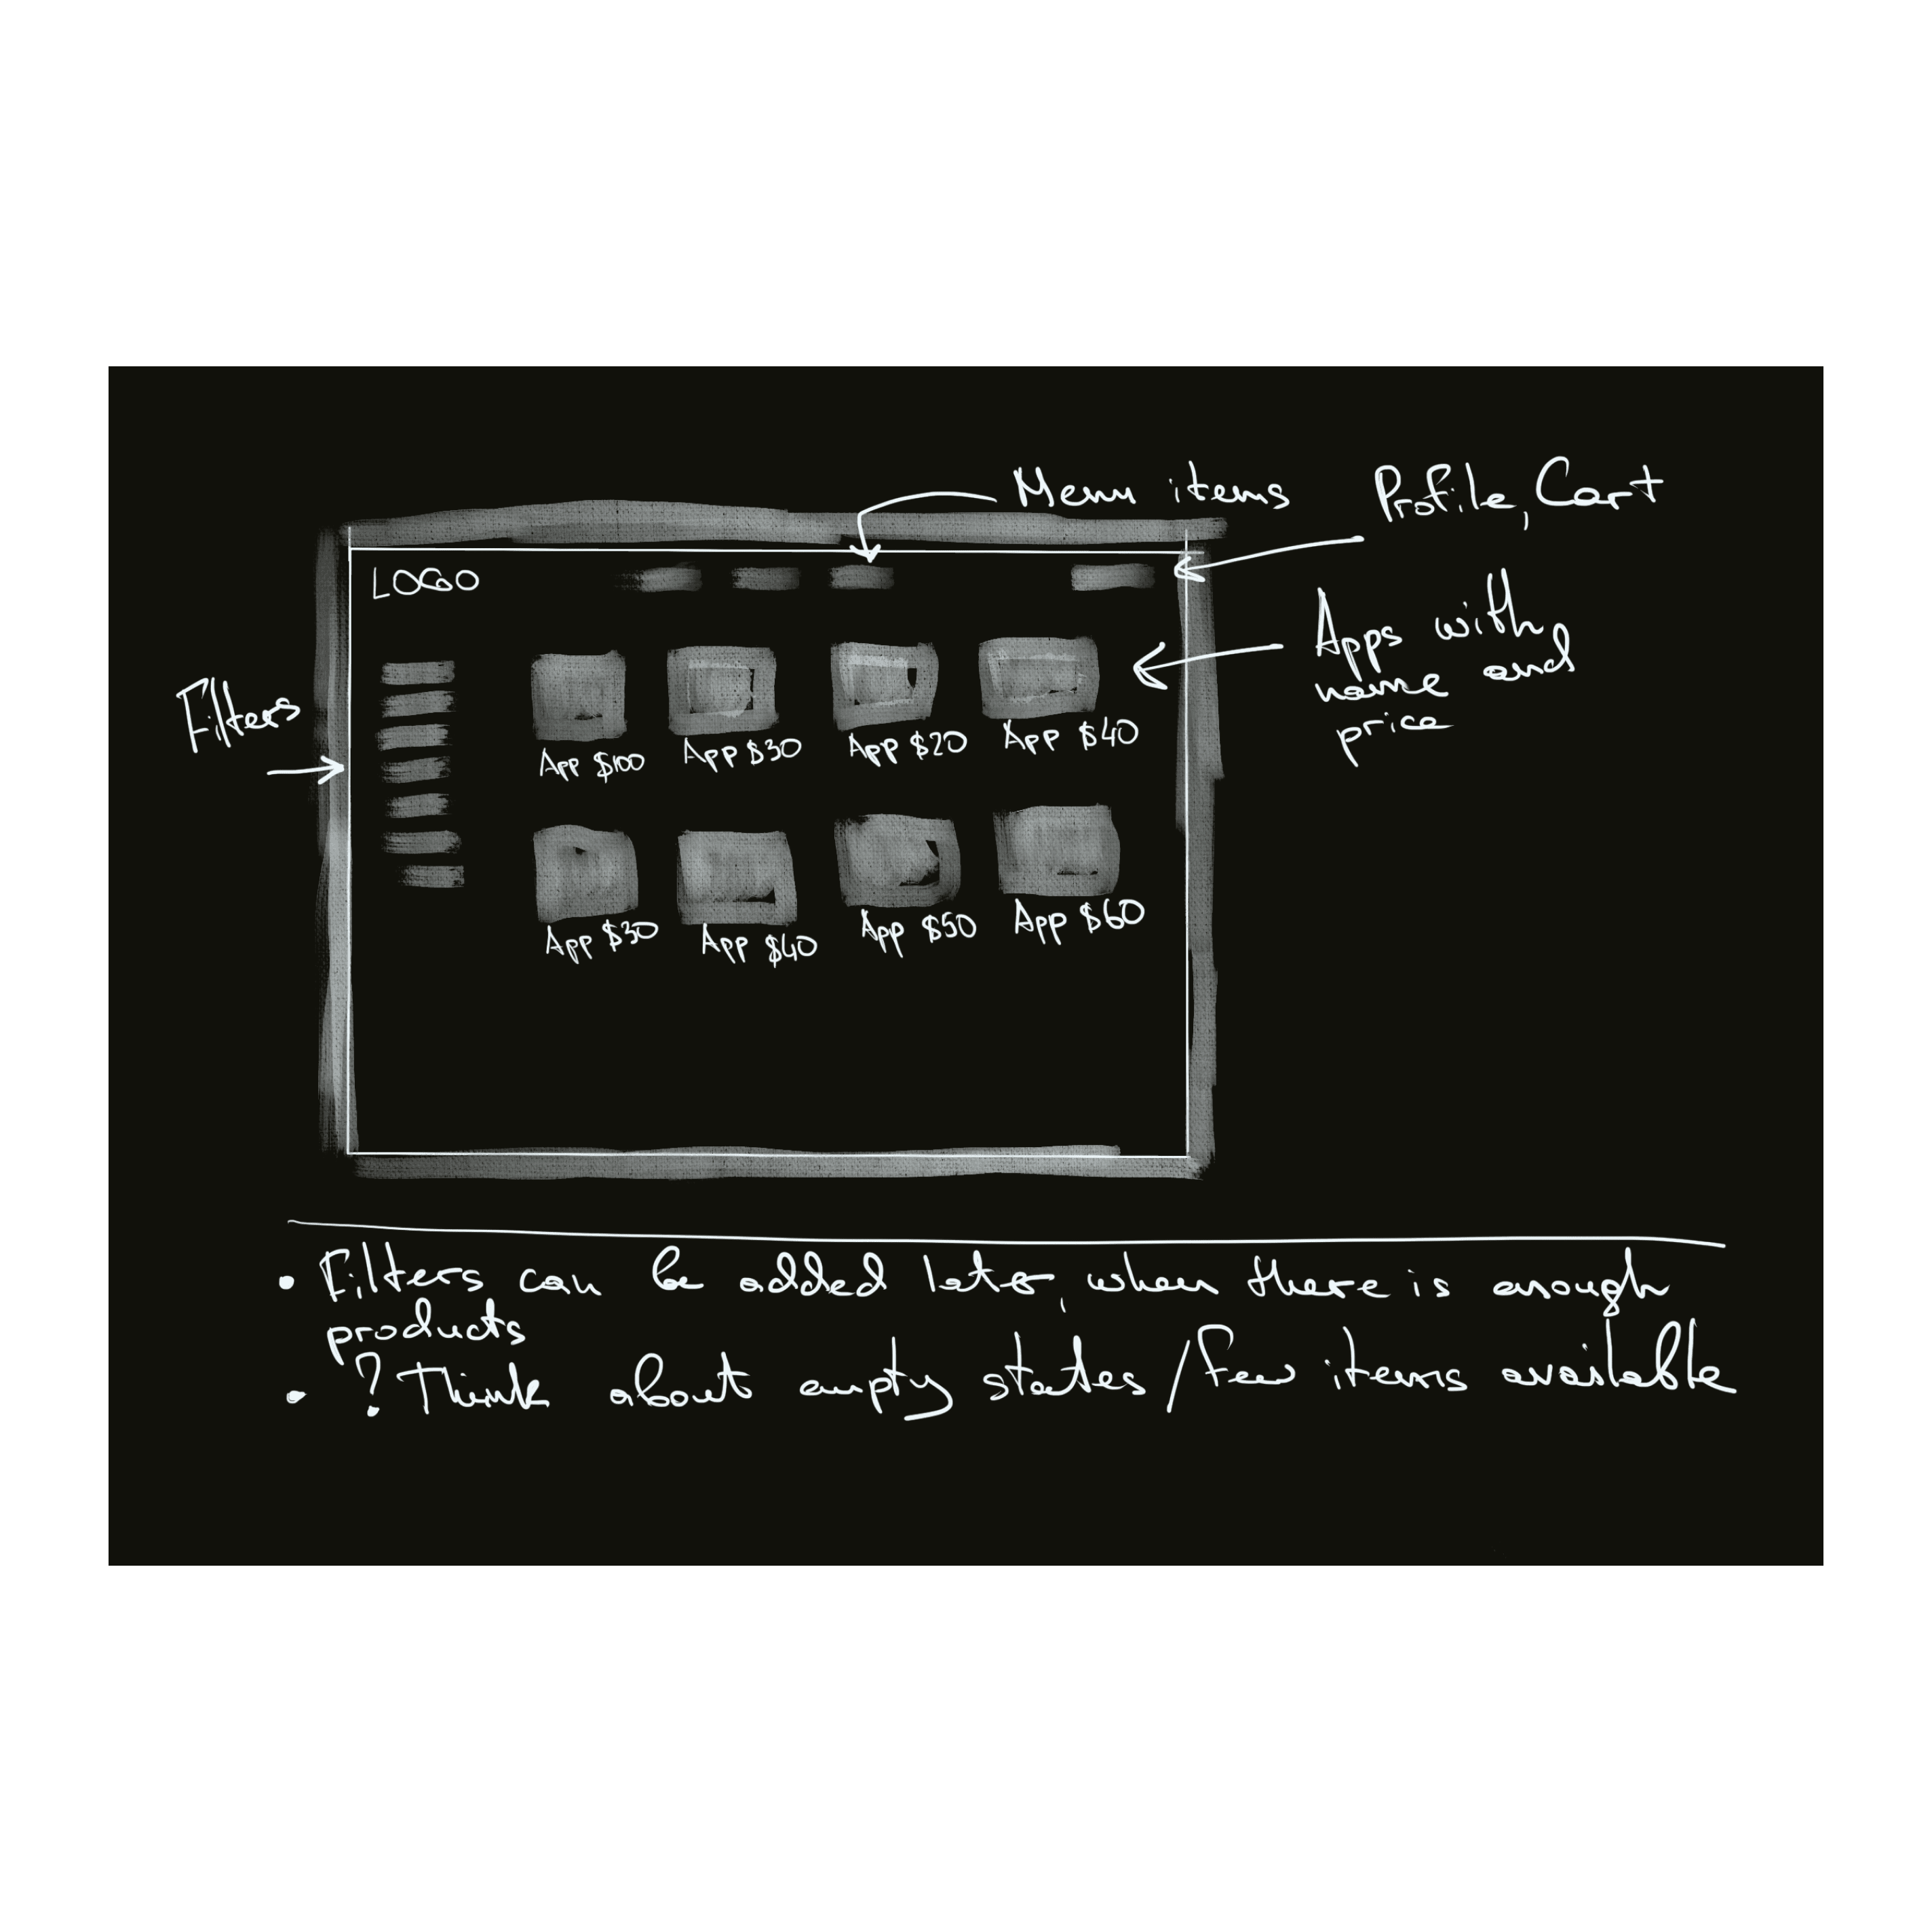 Menu items
Profile, Cart
LOGO
Apps with
name and
price
Filters
App $100
App $30
App $20
App $40
App $30
App $40
App $50
App $60
• Filters can be added later, when there is enough
products
• ? Think about empty states/few items available